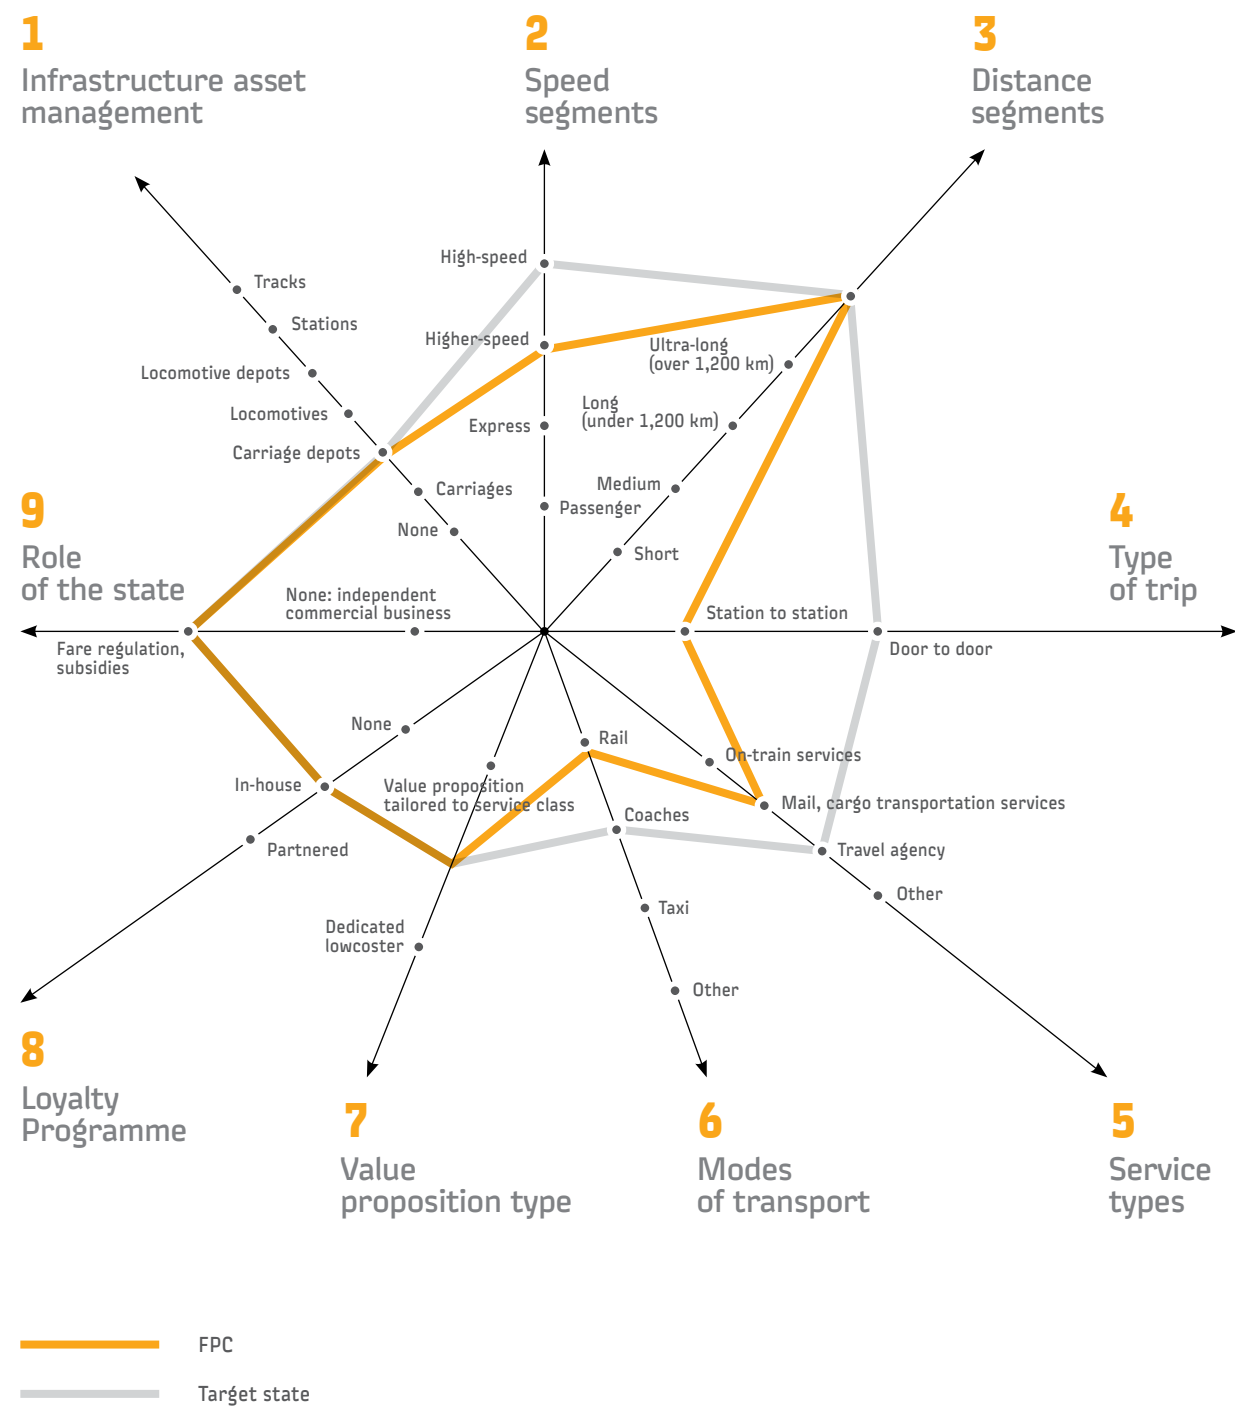 1
Infrastructure asset
management
2
Speed
segments
3
Distance
segments
High-speed
Tracks
Stations
Higher-speed
Ultra-long
(over 1,200 km)
Locomotive depots
Long
(under 1,200 km)
Locomotives
Express
Carriage depots
Carriages
Medium
Passenger
None
Short
9
Role
of the state
4
Type
of trip
None: independent
commercial business
Station to station
Fare regulation,
subsidies
Door to door
None
Rail
On-train services
In-house
Value proposition
tailored to service class
Mail, cargo transportation services
Coaches
Partnered
Travel agency
Other
Taxi
Dedicated
lowcoster
Other
8
Loyalty
Programme
7
Value
proposition type
6
Modes
of transport
5
Service
types
FPC
Target state